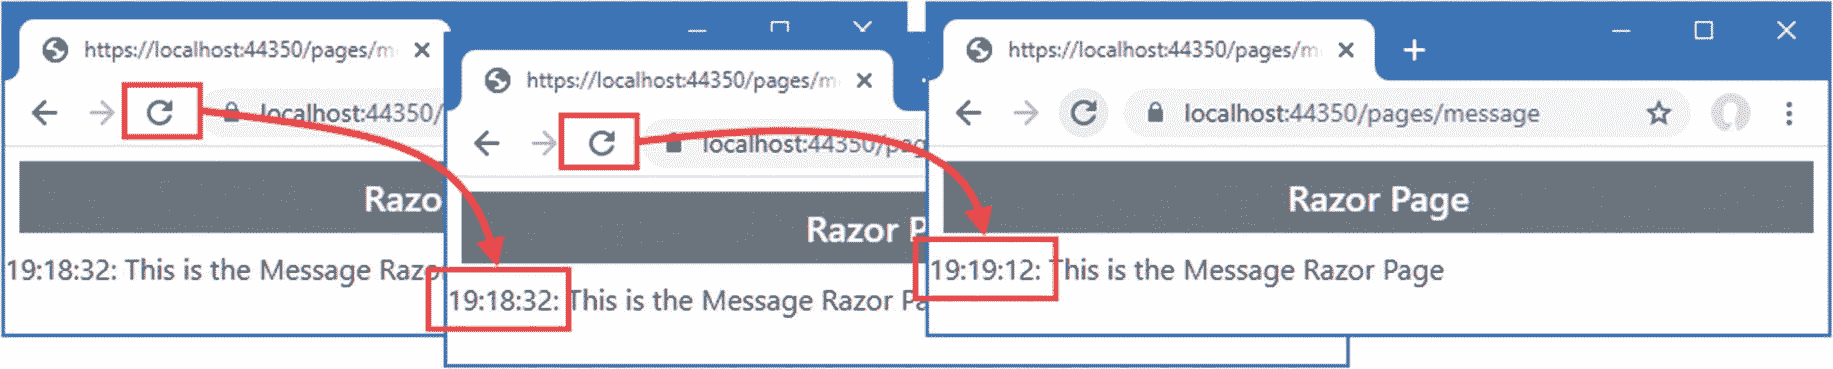 https://localhost:44350/pages/m
localhost:44350/
Razo
19:18:32: This is the Message Razo
https://localhost:44350/pages/m
localhost:44350/pag
Razor P
19:18:32: This is the Message Razor Pa
https://localhost:44350/pages/m
localhost:44350/pages/message
Razor Page
19:19:12: This is the Message Razor Page